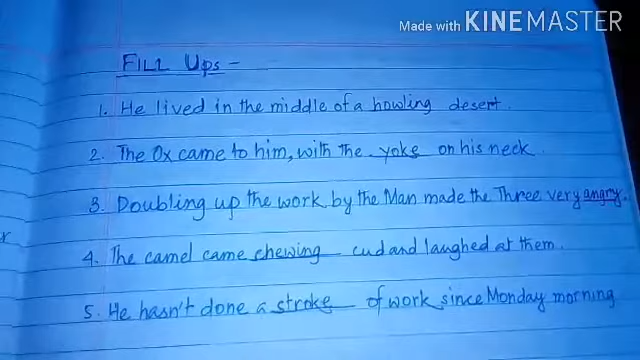 Made with KINEMASTER
FILL Ups -
1. He lived in the middle of a howling desert.
2. The Ox came to him, with the yoke on his neck.
3. Doubling up the work by the Man made the Three very angry.
4. The camel came chewing cud and laughed at them.
5. He hasn't done a stroke of work since Monday morning